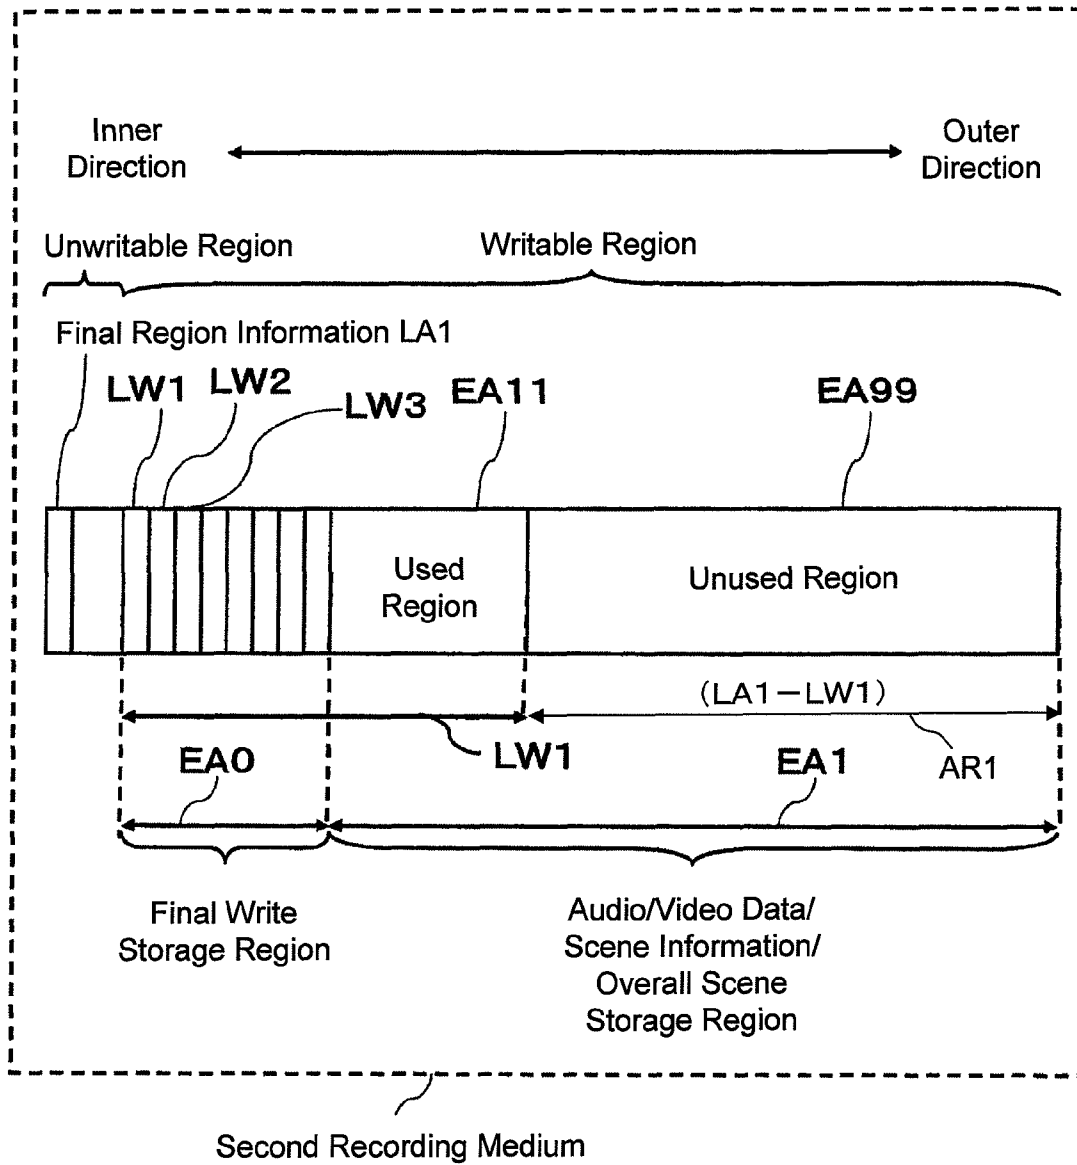 Inner
Direction
Outer
Direction
Unwritable Region
Writable Region
Final Region Information LA1
LW1
LW2
LW3
EA11
EA99
Used
Region
Unused Region
(LA1−LW1)
LW1
AR1
EA0
EA1
Final Write
Storage Region
Audio/Video Data/
Scene Information/
Overall Scene
Storage Region
Second Recording Medium